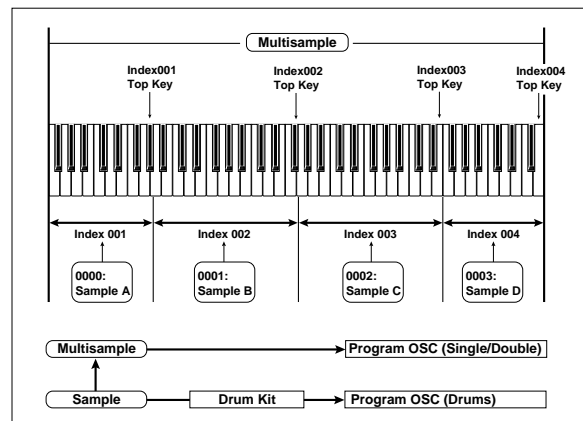 Multisample
Index001
Top Key
Index002
Top Key
Index003
Top Key
Index004
Top Key
Index 001
Index 002
Index 003
Index 004
0000:
Sample A
0001:
Sample B
0002:
Sample C
0003:
Sample D
Multisample
Program OSC (Single/Double)
Sample
Drum Kit
Program OSC (Drums)